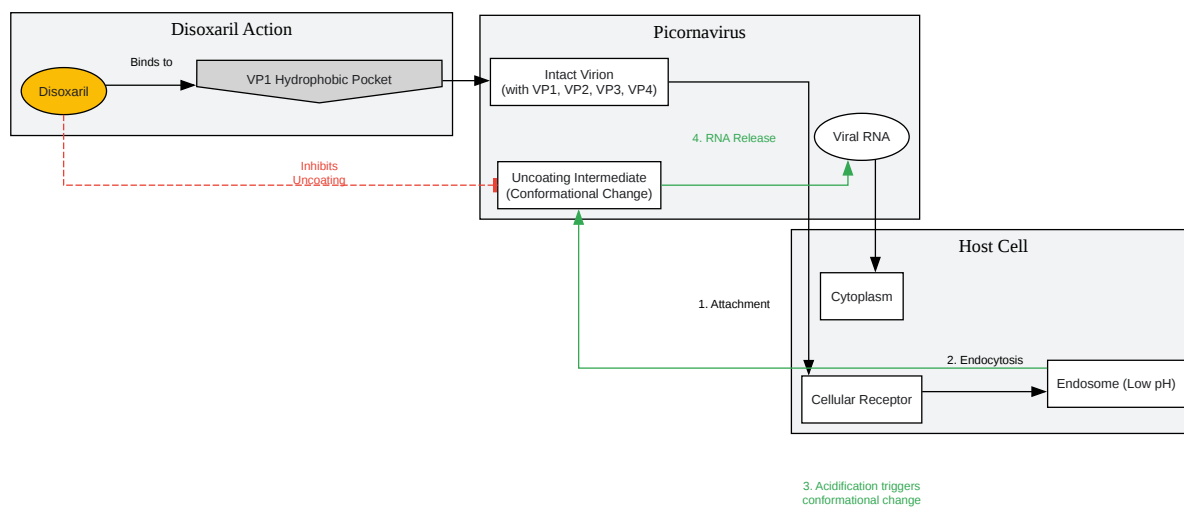 Disoxaril Action
Binds to
Disoxaril
VP1 Hydrophobic Pocket
Picornavirus
Intact Virion
(with VP1, VP2, VP3, VP4)
4. RNA Release
Viral RNA
Inhibits
Uncoating
Uncoating Intermediate
(Conformational Change)
Host Cell
Cytoplasm
1. Attachment
2. Endocytosis
Cellular Receptor
Endosome (Low pH)
3. Acidification triggers
conformational change